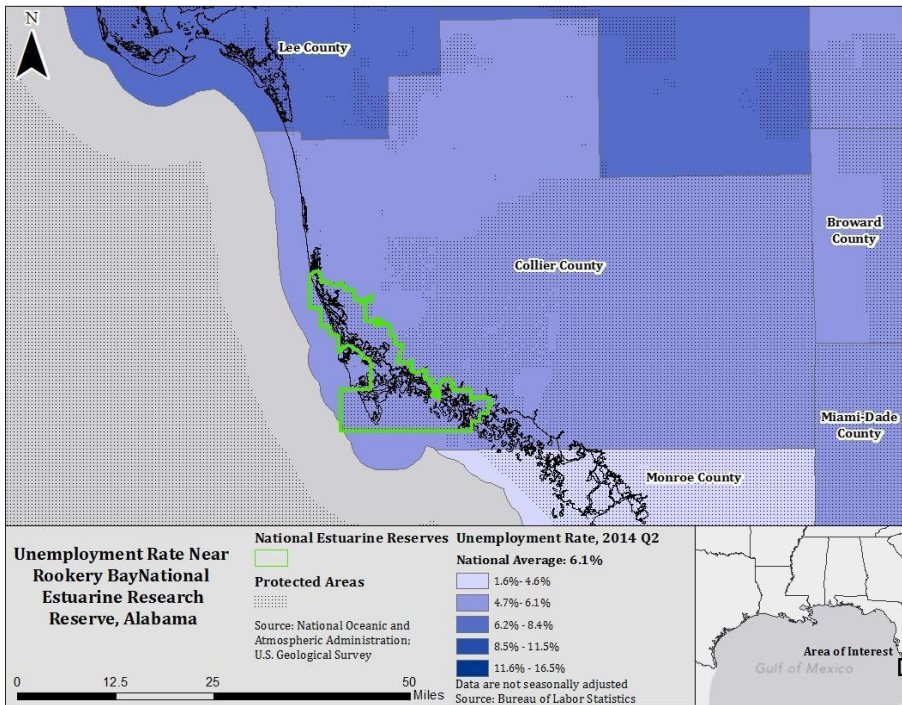 N
Lee County
Broward
County
Collier County
Miami-Dade
County
Monroe County
Unemployment Rate Near
Rookery BayNational
Estuarine Research
Reserve, Alabama
National Estuarine Reserves
Protected Areas
Source: National Oceanic and
Atmospheric Administration;
U.S. Geological Survey
Unemployment Rate, 2014 Q2
National Average: 6.1%
1.6%- 4.6%
4.7%- 6.1%
6.2% - 8.4%
8.5% - 11.5%
11.6% - 16.5%
Data are not seasonally adjusted
Source: Bureau of Labor Statistics
Area of Interest
Gulf of Mexico
0 12.5 25 50
Miles